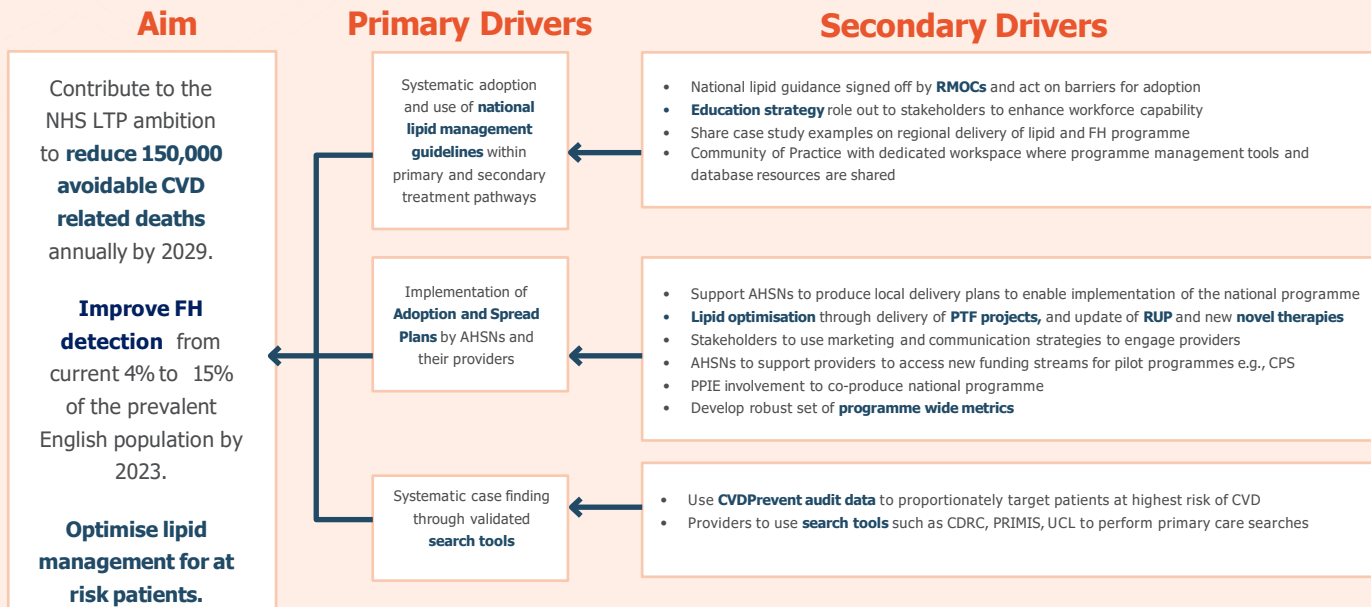 Aim
Primary Drivers
Secondary Drivers
Contribute to the
NHS LTP ambition
to reduce 150,000
avoidable CVD
related deaths
annually by 2029.
Improve FH
detection from
current 4% to 15%
of the prevalent
English population by
2023.
Optimise lipid
management for at
risk patients.
Systematic adoption
and use of national
lipid management
guidelines within
primary and secondary
treatment pathways
• National lipid guidance signed off by RMOCs and act on barriers for adoption
• Education strategy role out to stakeholders to enhance workforce capability
• Share case study examples on regional delivery of lipid and FH programme
• Community of Practice with dedicated workspace where programme management tools and
database resources are shared
Implementation of
Adoption and Spread
Plans by AHSNs and
their providers
• Support AHSNs to produce local delivery plans to enable implementation of the national programme
• Lipid optimisation through delivery of PTF projects, and update of RUP and new novel therapies
• Stakeholders to use marketing and communication strategies to engage providers
• AHSNs to support providers to access new funding streams for pilot programmes e.g., CPS
• PPIE involvement to co-produce national programme
• Develop robust set of programme wide metrics
Systematic case finding
through validated
search tools
• Use CVDPrevent audit data to proportionately target patients at highest risk of CVD
• Providers to use search tools such as CDRC, PRIMIS, UCL to perform primary care searches